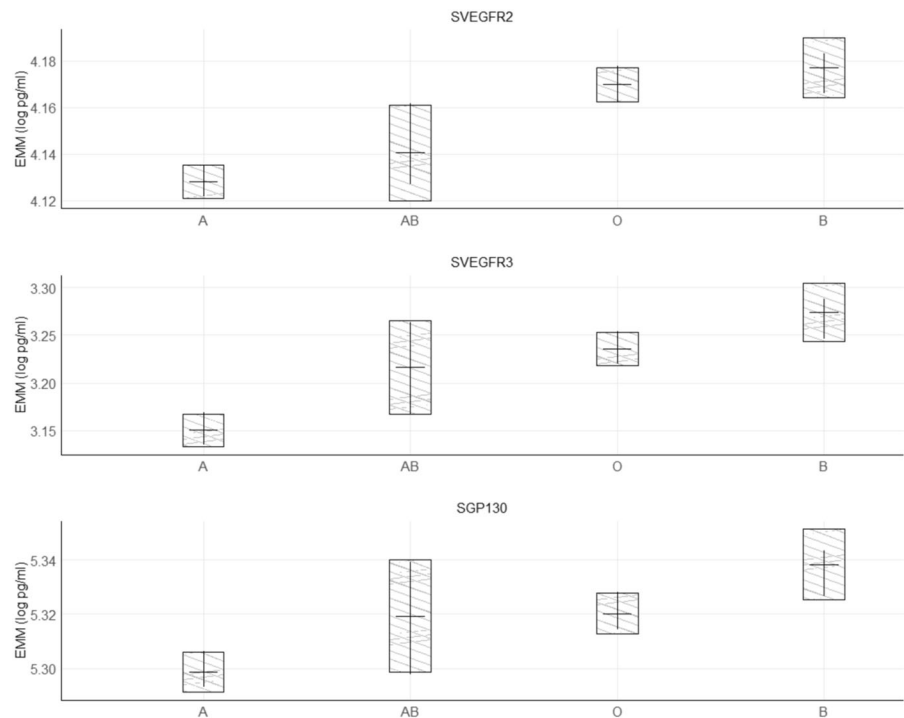 SVEGFR2
EMM (log pg/ml)
4.18
4.16
4.14
4.12
A AB O B
SVEGFR3
EMM (log pg/ml)
3.30
3.25
3.20
3.15
A AB O B
SGP130
EMM (log pg/ml)
5.34
5.32
5.30
A AB O B